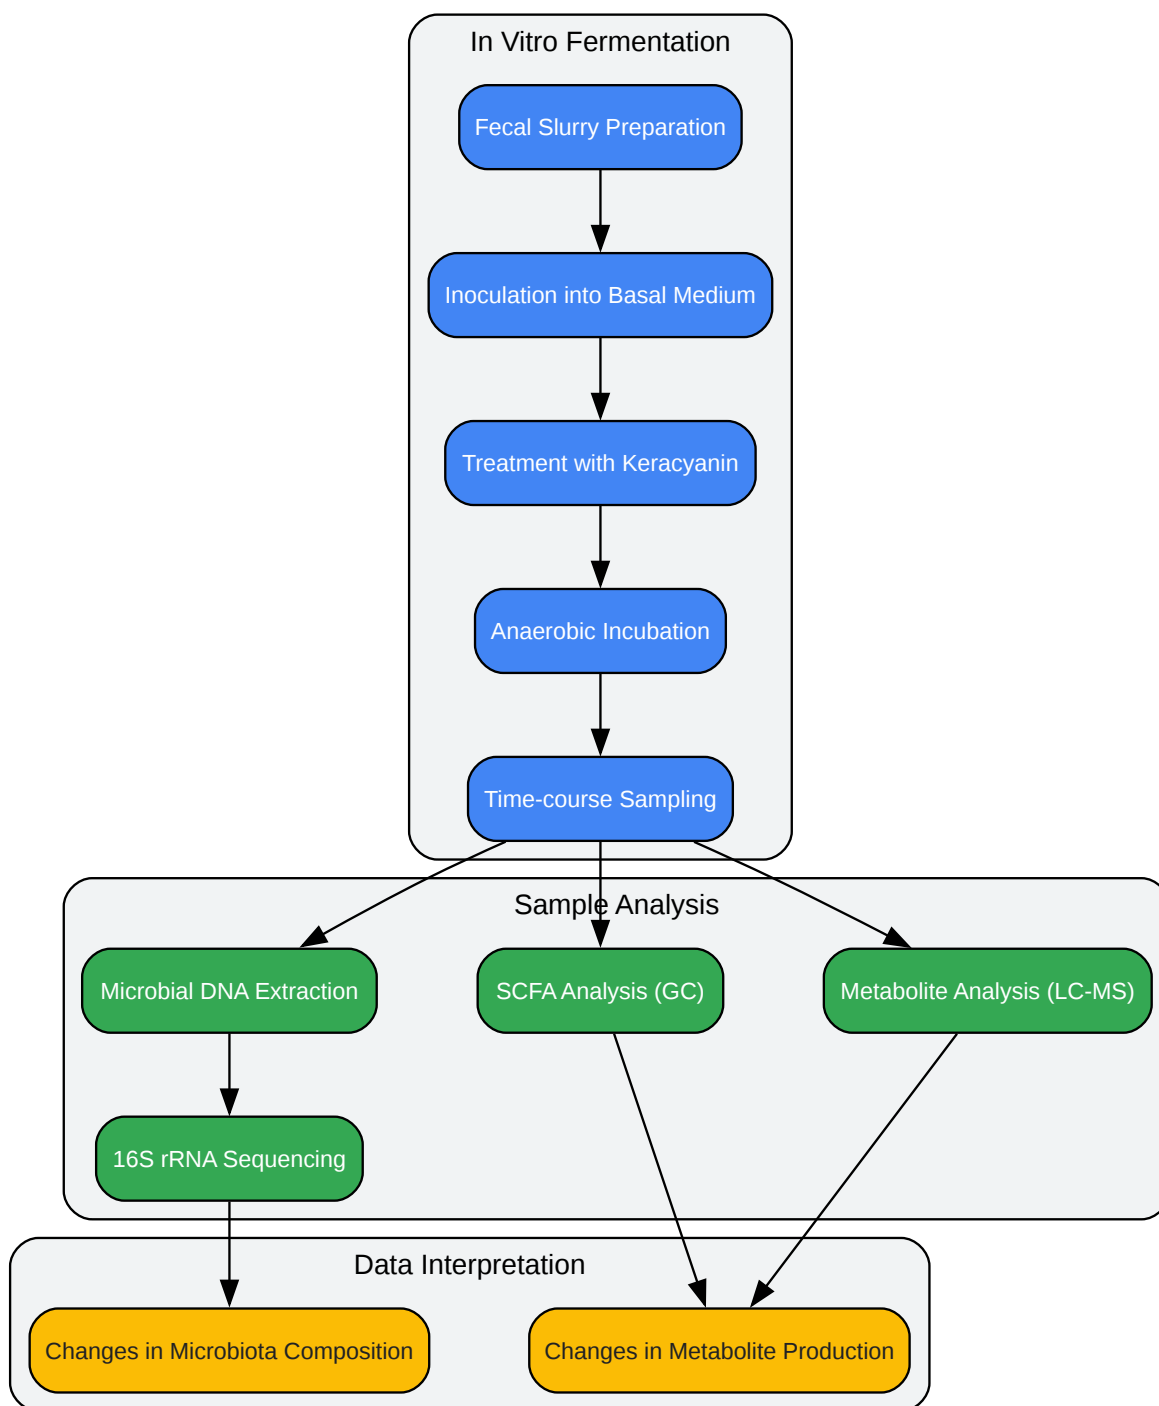 In Vitro Fermentation
Fecal Slurry Preparation
Inoculation into Basal Medium
Treatment with Keracyanin
Anaerobic Incubation
Time-course Sampling
Sample Analysis
Microbial DNA Extraction
SCFA Analysis (GC)
Metabolite Analysis (LC-MS)
16S rRNA Sequencing
Data Interpretation
Changes in Microbiota Composition
Changes in Metabolite Production